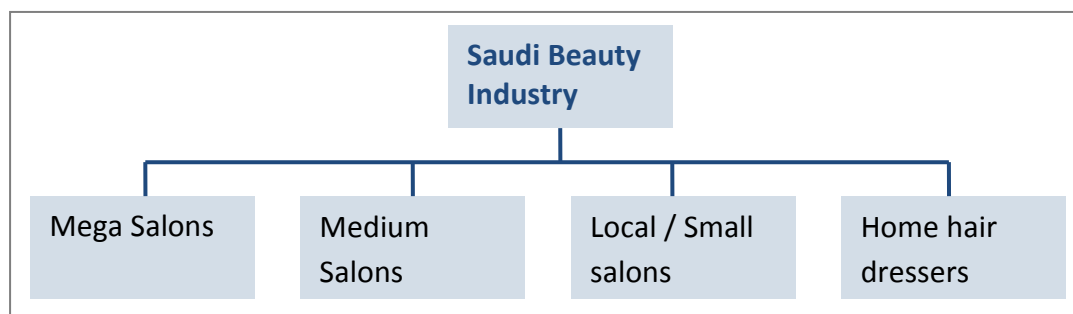 Saudi Beauty
Industry
Mega Salons
Medium
Salons
Local / Small
salons
Home hair
dressers